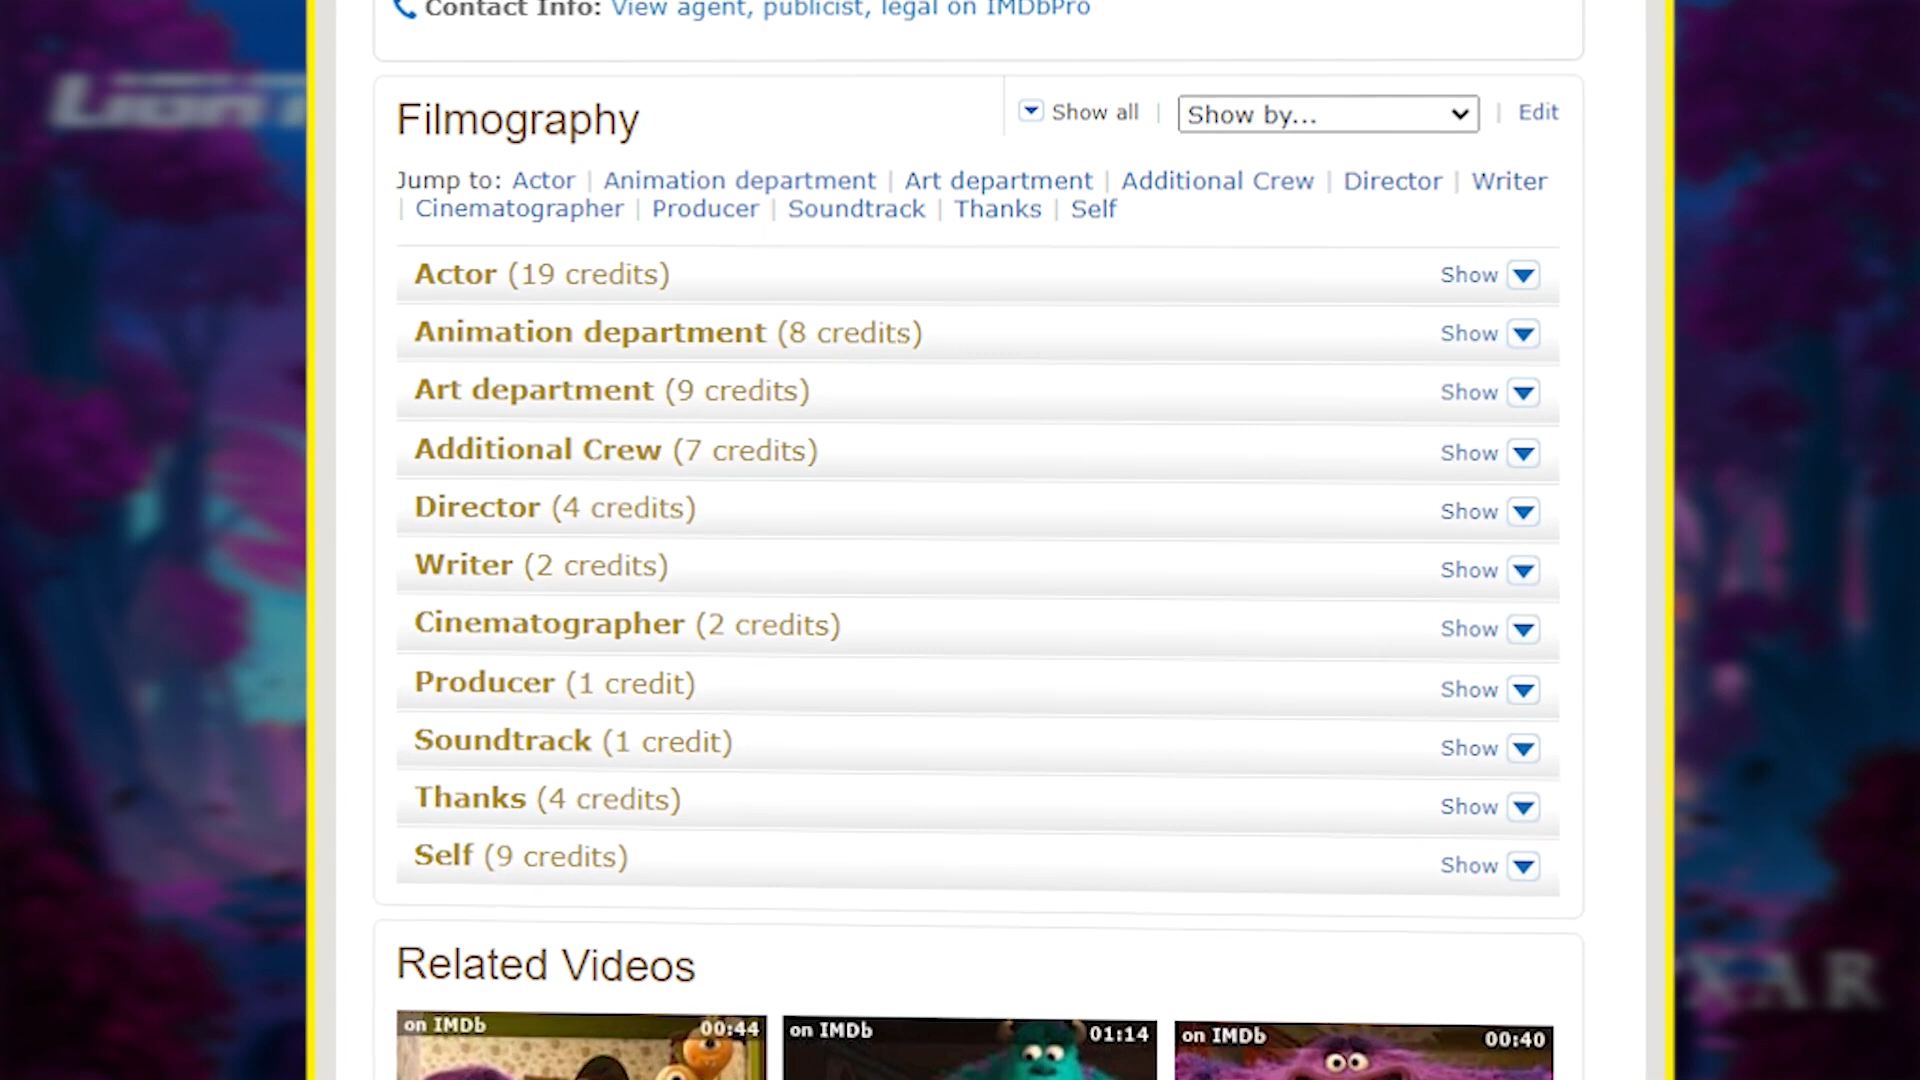 Contact Info: View agent, publicist, legal on IMDbPro
Filmography
Show all | Show by... | Edit
Jump to: Actor | Animation department | Art department | Additional Crew | Director | Writer
| Cinematographer | Producer | Soundtrack | Thanks | Self
Actor (19 credits) Show
Animation department (8 credits) Show
Art department (9 credits) Show
Additional Crew (7 credits) Show
Director (4 credits) Show
Writer (2 credits) Show
Cinematographer (2 credits) Show
Producer (1 credit) Show
Soundtrack (1 credit) Show
Thanks (4 credits) Show
Self (9 credits) Show
Related Videos
on IMDb 00:44
on IMDb 01:14
on IMDb 00:40